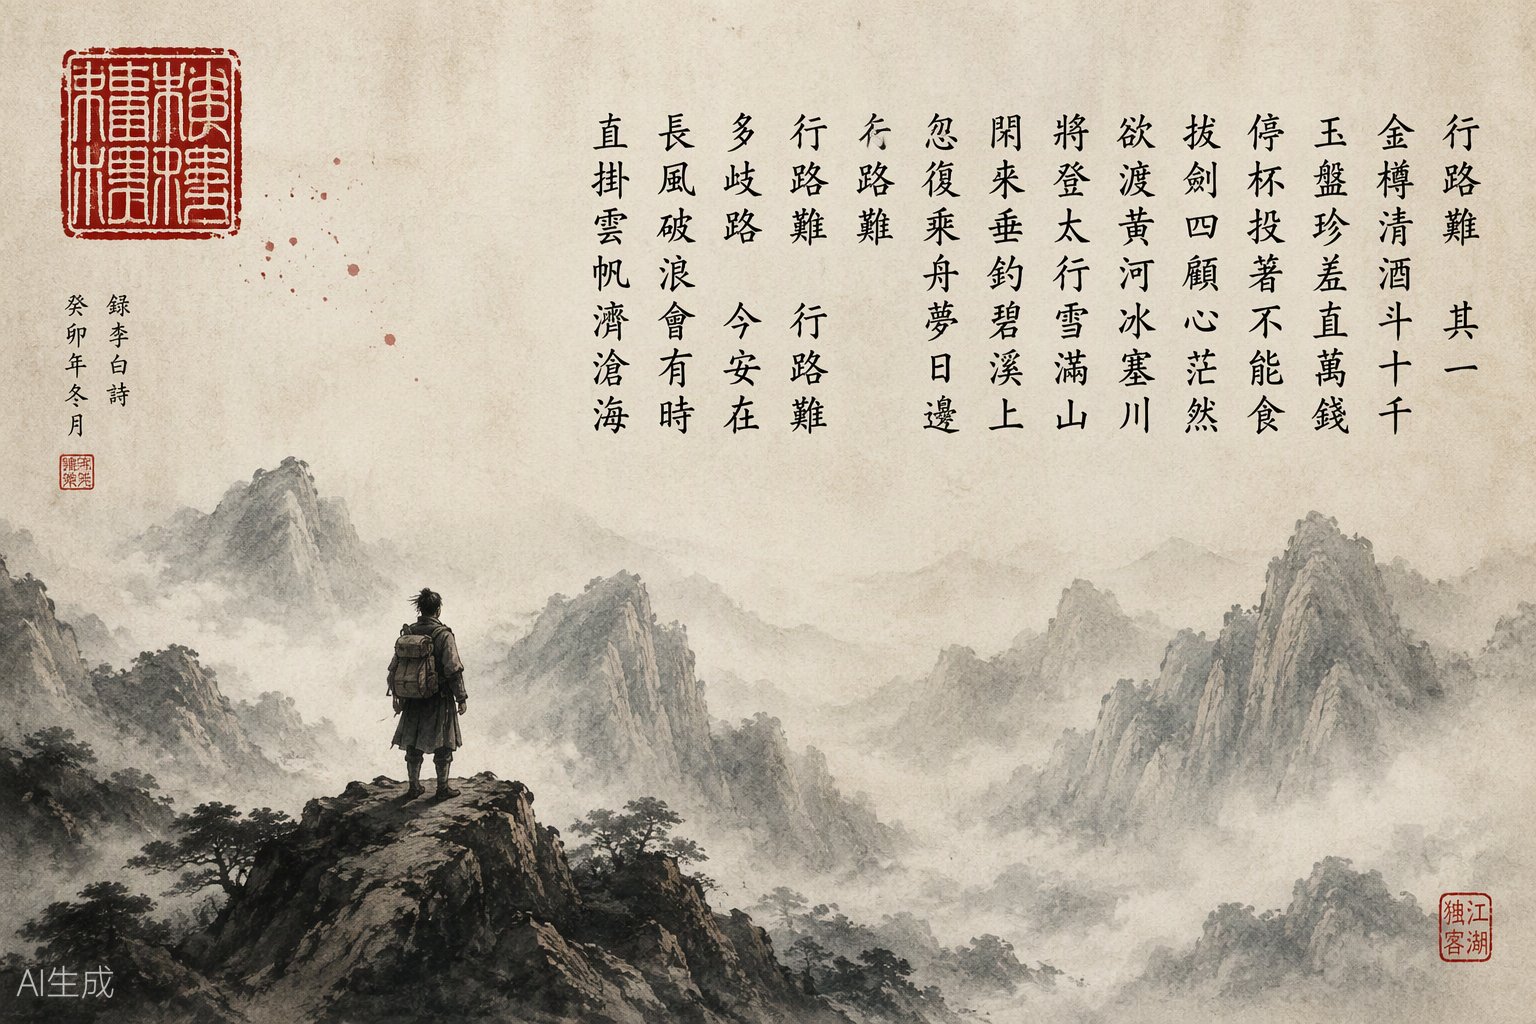 行路難 其一
金樽清酒斗十千
玉盤珍羞直萬錢
停杯投著不能食
拔劍四顧心茫然
欲渡黃河冰塞川
將登太行雪滿山
閑来垂釣碧溪上
忽復乘舟夢日邊
行路難
行路難 行路難
多歧路 今安在
長風破浪會有時
直掛雲帆濟滄海
録李白詩
癸卯年冬月
江湖
独客
AI生成